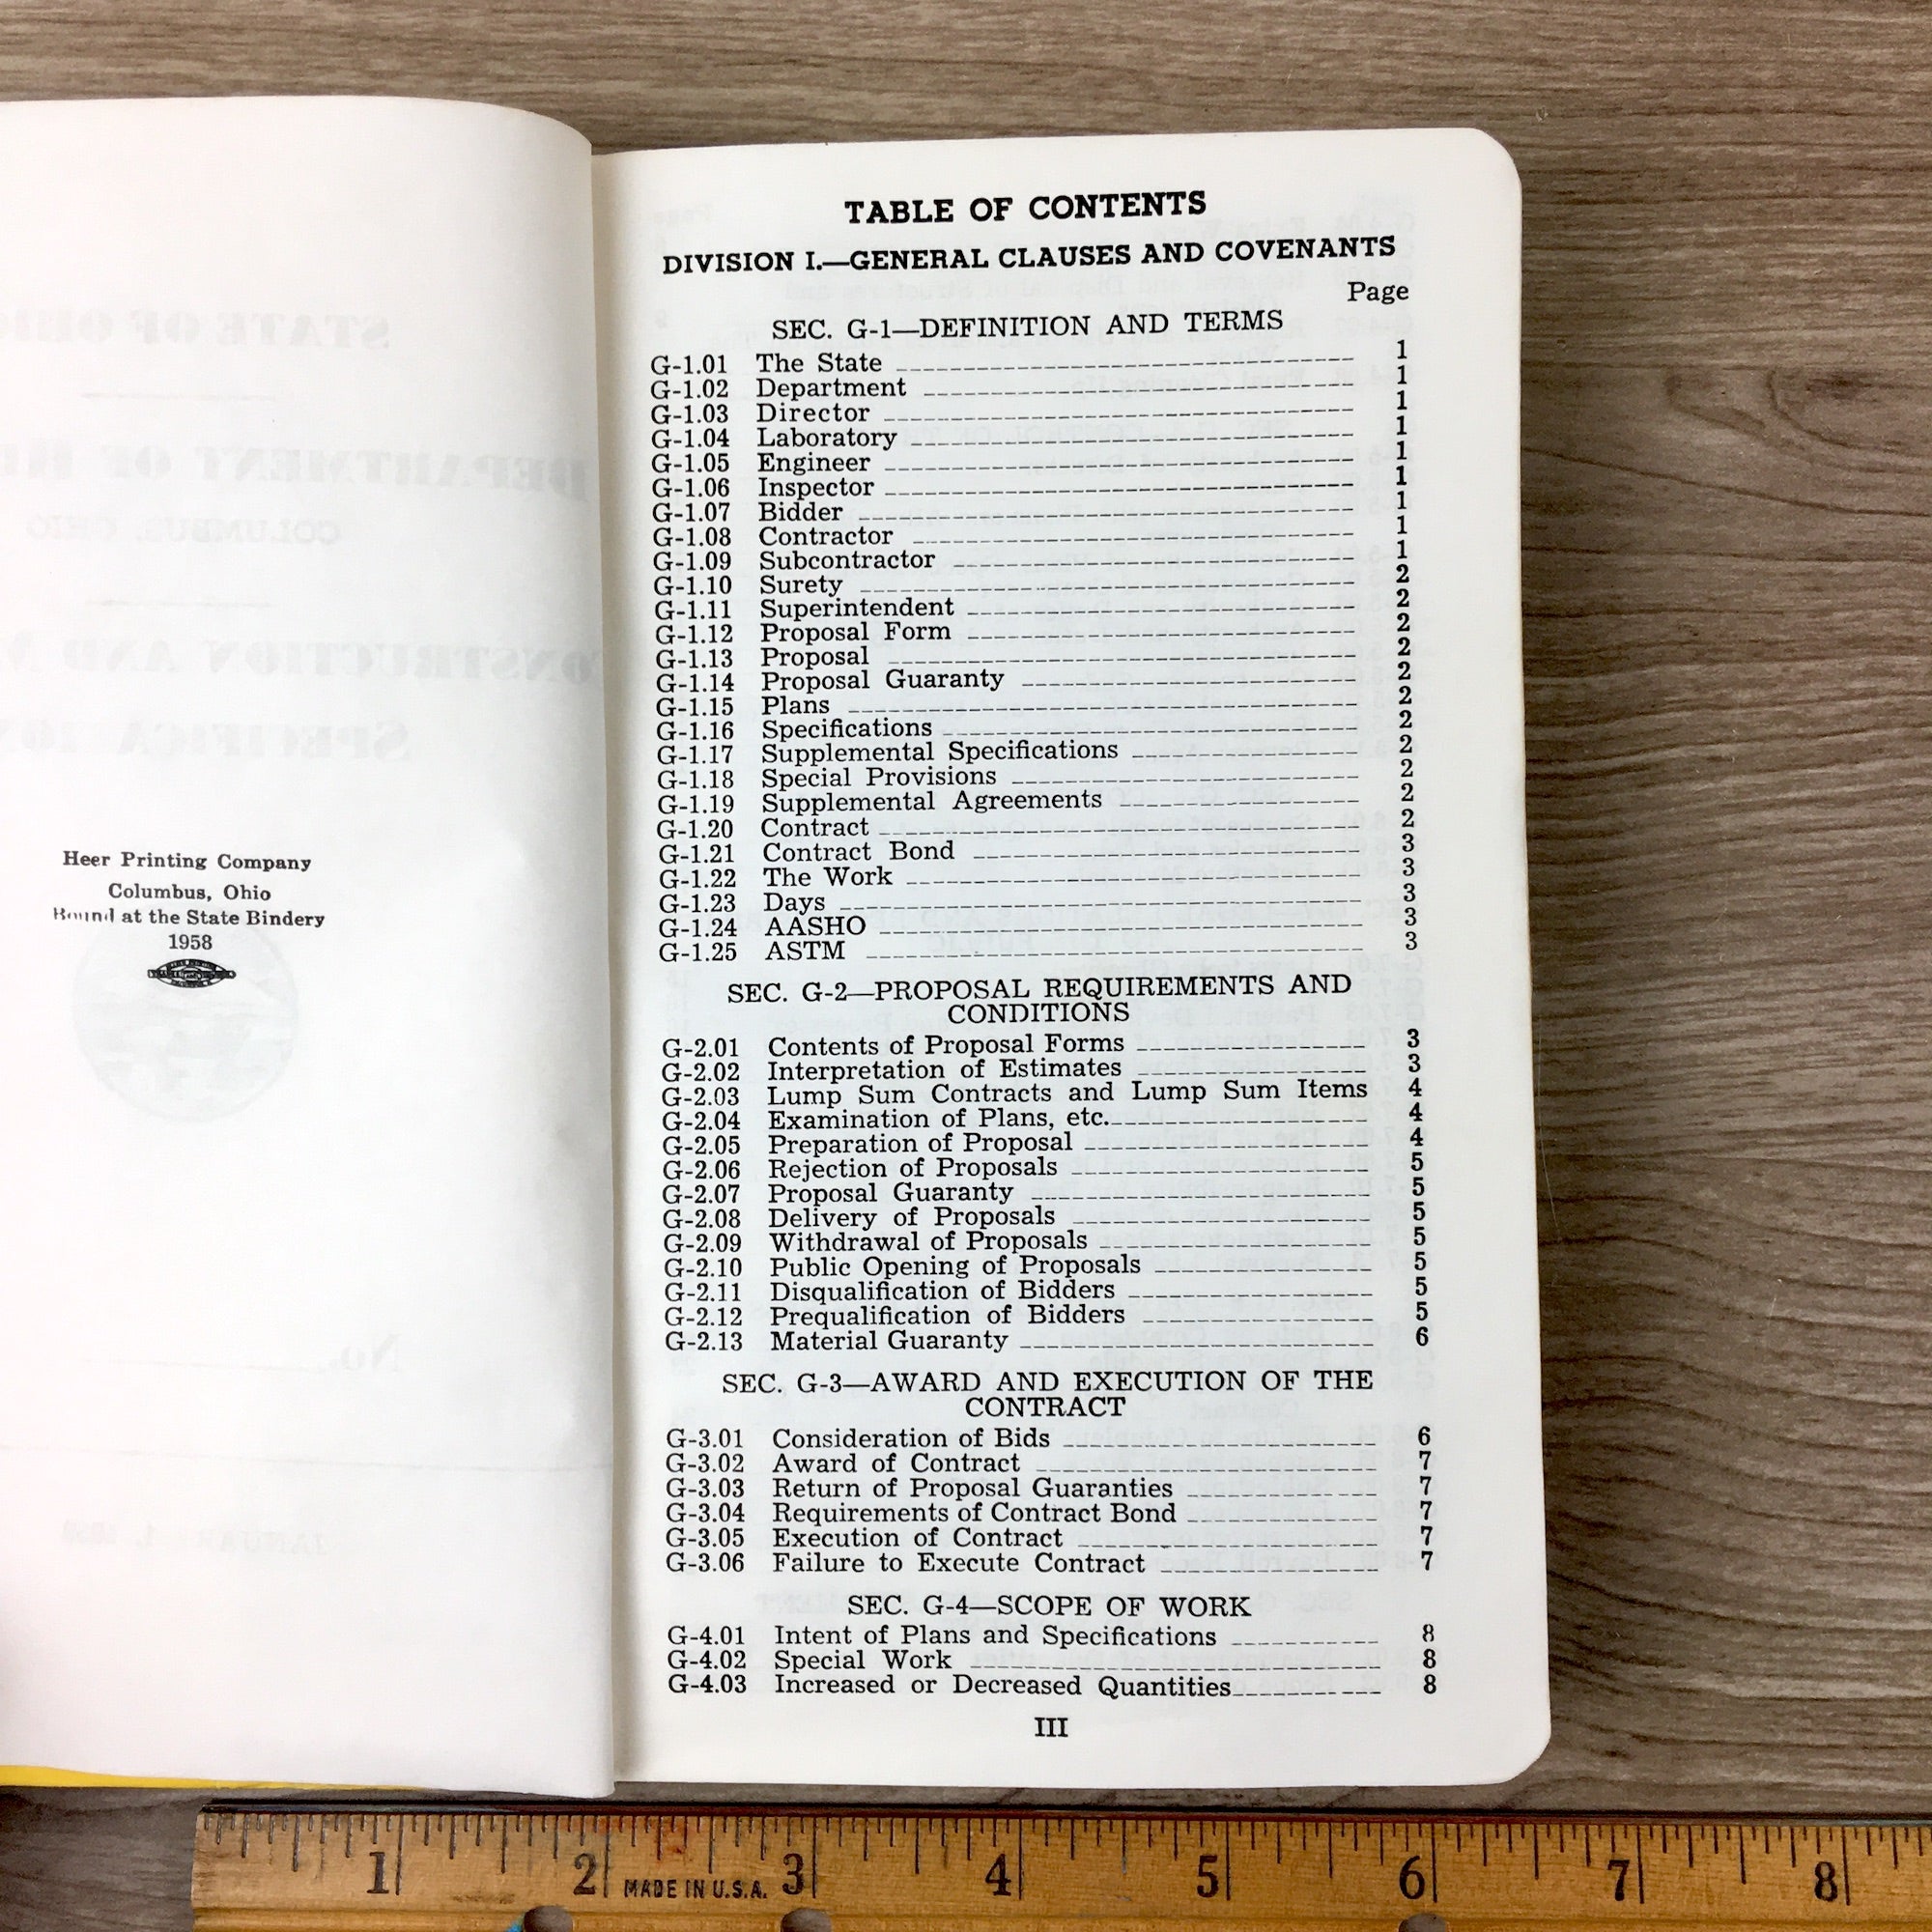 Heer Printing Company
Columbus, Ohio
Bound at the State Bindery
1958
TABLE OF CONTENTS
DIVISION I.—GENERAL CLAUSES AND COVENANTS
Page
SEC. G-1—DEFINITION AND TERMS
G-1.01 The State 1
G-1.02 Department 1
G-1.03 Director 1
G-1.04 Laboratory 1
G-1.05 Engineer 1
G-1.06 Inspector 1
G-1.07 Bidder 1
G-1.08 Contractor 1
G-1.09 Subcontractor 1
G-1.10 Surety 2
G-1.11 Superintendent 2
G-1.12 Proposal Form 2
G-1.13 Proposal 2
G-1.14 Proposal Guaranty 2
G-1.15 Plans 2
G-1.16 Specifications 2
G-1.17 Supplemental Specifications 2
G-1.18 Special Provisions 2
G-1.19 Supplemental Agreements 2
G-1.20 Contract 2
G-1.21 Contract Bond 3
G-1.22 The Work 3
G-1.23 Days 3
G-1.24 AASHO 3
G-1.25 ASTM 3
SEC. G-2—PROPOSAL REQUIREMENTS AND
CONDITIONS
G-2.01 Contents of Proposal Forms 3
G-2.02 Interpretation of Estimates 3
G-2.03 Lump Sum Contracts and Lump Sum Items 4
G-2.04 Examination of Plans, etc. 4
G-2.05 Preparation of Proposal 4
G-2.06 Rejection of Proposals 5
G-2.07 Proposal Guaranty 5
G-2.08 Delivery of Proposals 5
G-2.09 Withdrawal of Proposals 5
G-2.10 Public Opening of Proposals 5
G-2.11 Disqualification of Bidders 5
G-2.12 Prequalification of Bidders 5
G-2.13 Material Guaranty 6
SEC. G-3—AWARD AND EXECUTION OF THE
CONTRACT
G-3.01 Consideration of Bids 6
G-3.02 Award of Contract 7
G-3.03 Return of Proposal Guaranties 7
G-3.04 Requirements of Contract Bond 7
G-3.05 Execution of Contract 7
G-3.06 Failure to Execute Contract 7
SEC. G-4—SCOPE OF WORK
G-4.01 Intent of Plans and Specifications 8
G-4.02 Special Work 8
G-4.03 Increased or Decreased Quantities 8
III
1 2 3 4 5 6 7 8
MADE IN U.S.A.